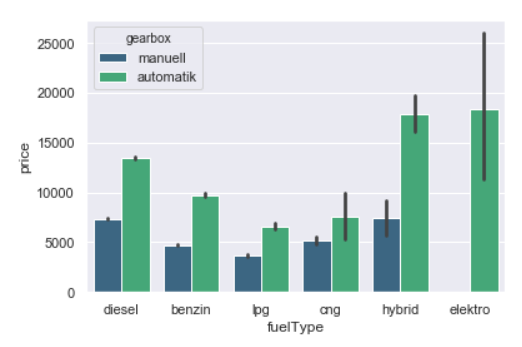 gearbox
manuell
automatik
25000
20000
15000
10000
5000
0
price
diesel benzin lpg cng hybrid elektro
fuelType